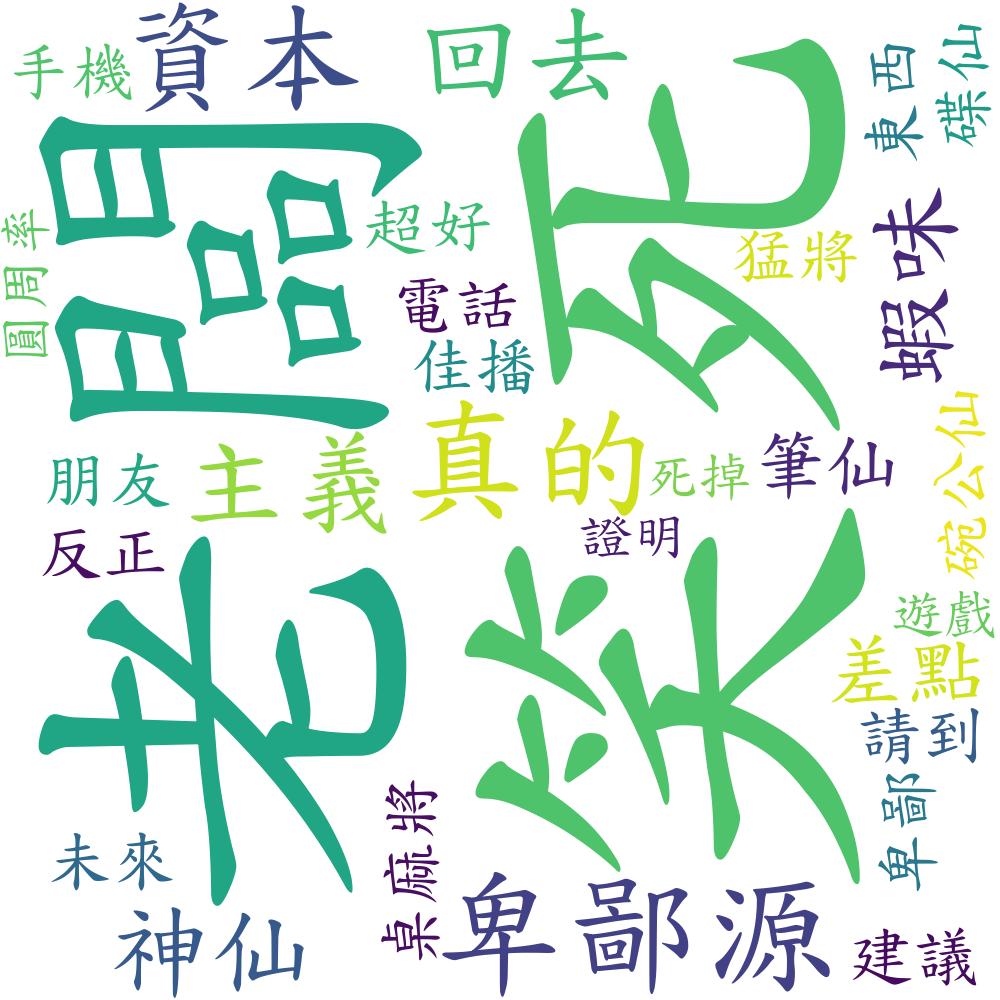 手機
資本
回去
東西
碟仙
老闆
笑死
圓周率
超好
猛將
蝦味
電話
佳播
真的
主義
朋友
死掉
筆仙
碗公仙
反正
證明
遊戲
差點
請到
卑鄙
未來
桌麻將
神仙
卑鄙源
建議